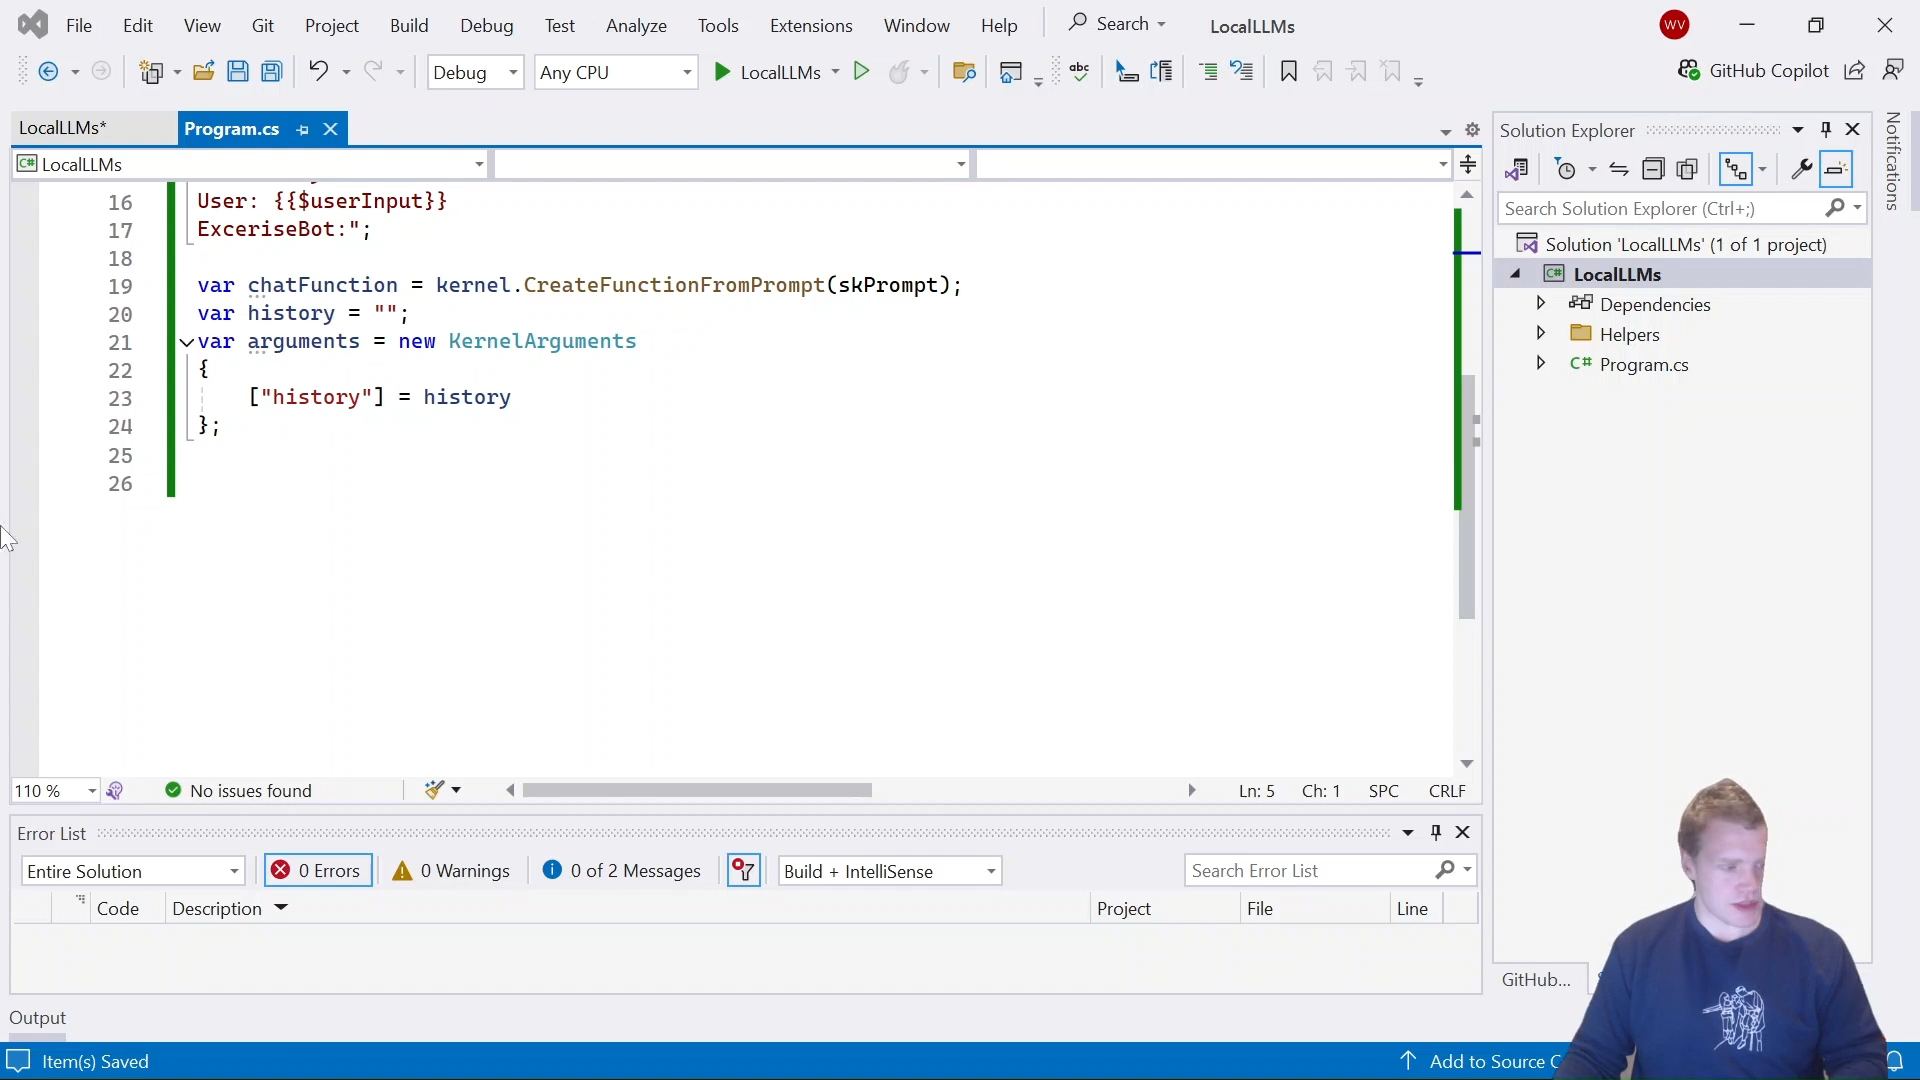 File Edit View Git Project Build Debug Test Analyze Tools Extensions Window Help Search LocalLLMs WV
Debug Any CPU LocalLLMs abc GitHub Copilot
LocalLLMs* Program.cs
C# LocalLLMs
16 User: {{$userInput}}
17 ExceriseBot:";
18
19 var chatFunction = kernel.CreateFunctionFromPrompt(skPrompt);
20 var history = "";
21 var arguments = new KernelArguments
22 {
23 ["history"] = history
24 };
25
26
110 % No issues found Ln: 5 Ch: 1 SPC CRLF
Error List
Entire Solution 0 Errors 0 Warnings 0 of 2 Messages Build + IntelliSense Search Error List
Code Description Project File Line
Output
Item(s) Saved Add to Source C
Solution Explorer
Search Solution Explorer (Ctrl+;)
Solution 'LocalLLMs' (1 of 1 project)
C# LocalLLMs
Dependencies
Helpers
C# Program.cs
GitHub...
Notifications